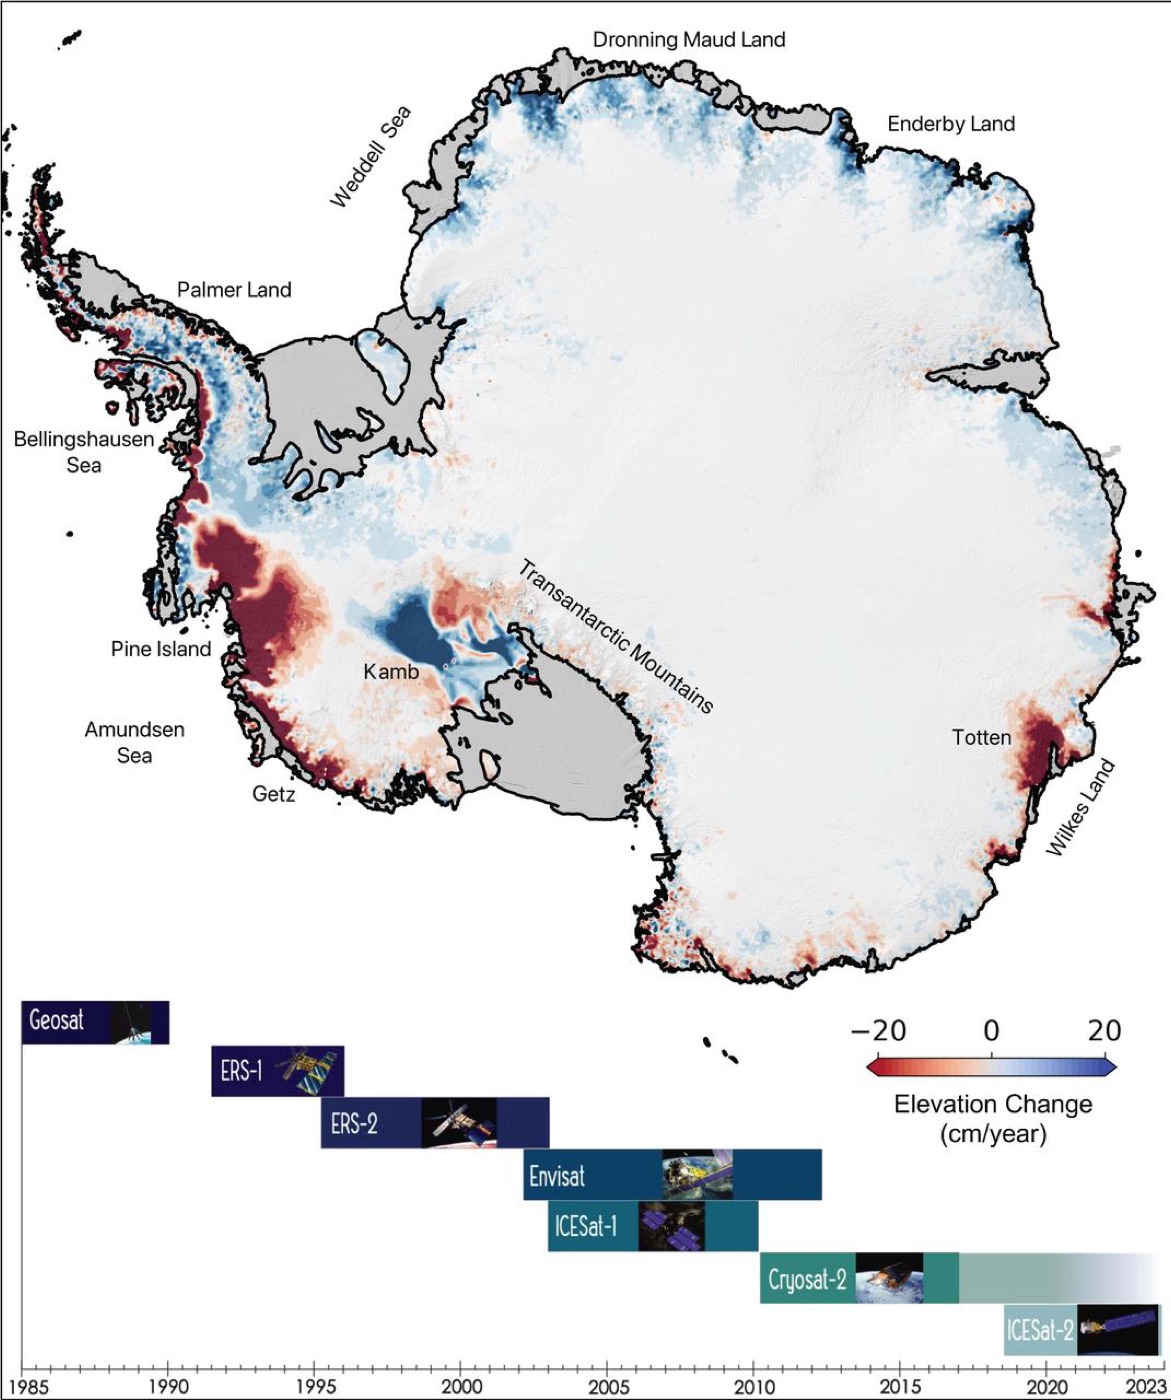 Dronning Maud Land
Enderby Land
Weddell Sea
Palmer Land
Bellingshausen
Sea
Transantarctic Mountains
Pine Island
Kamb
Amundsen
Sea
Totten
Getz
Wilkes Land
Geosat
−20 0 20
Elevation Change
(cm/year)
ERS-1
ERS-2
Envisat
ICESat-1
Cryosat-2
ICESat-2
1985 1990 1995 2000 2005 2010 2015 2020 2023